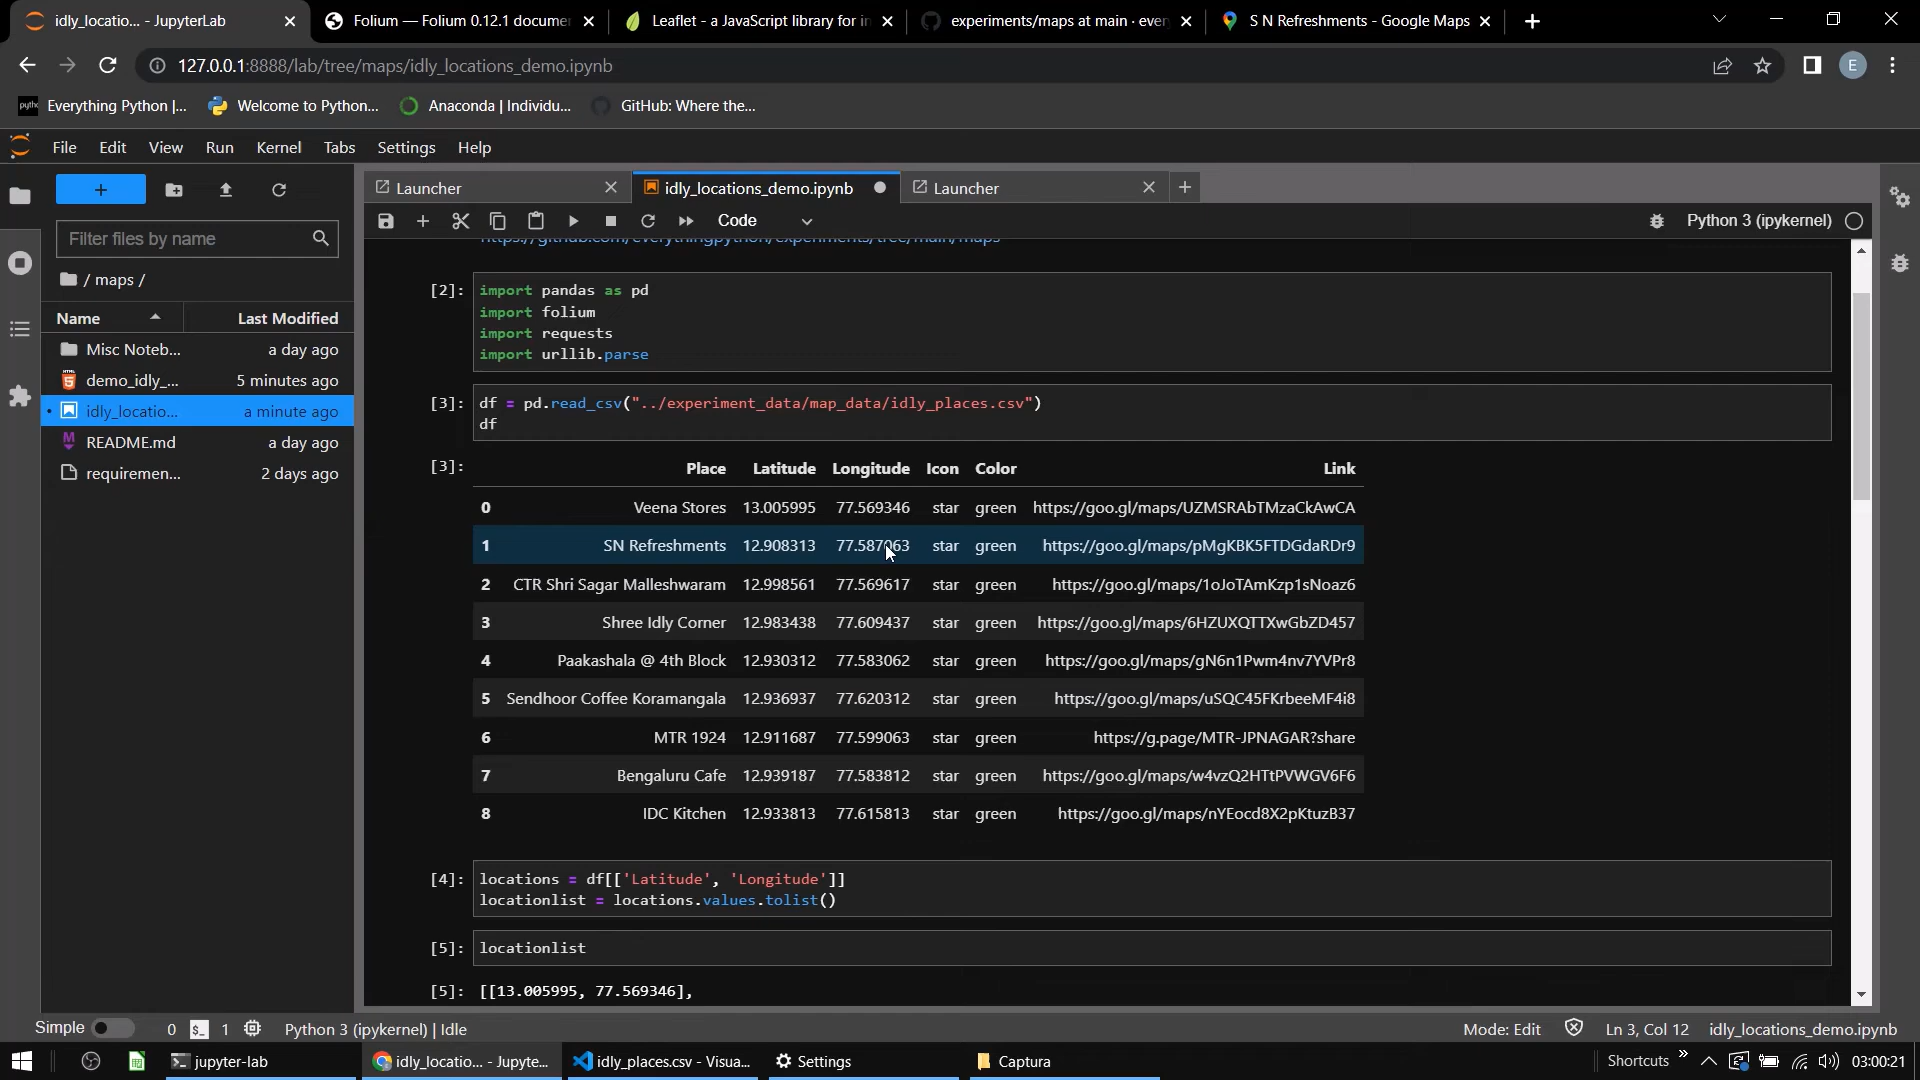 idly_locatio... - JupyterLab
Folium — Folium 0.12.1 docume
Leaflet - a JavaScript library for in
experiments/maps at main · every
S N Refreshments - Google Maps
127.0.0.1:8888/lab/tree/maps/idly_locations_demo.ipynb
E
Everything Python |...
Welcome to Python...
Anaconda | Individu...
GitHub: Where the...
File Edit View Run Kernel Tabs Settings Help
Launcher
idly_locations_demo.ipynb
Launcher
Filter files by name
Code
Python 3 (ipykernel)
/ maps /
Name Last Modified
Misc Noteb... a day ago
demo_idly_... 5 minutes ago
idly_locatio... a minute ago
README.md a day ago
requiremen... 2 days ago
https://github.com/everythingpython/experiments/tree/main/maps
[2]: import pandas as pd
import folium
import requests
import urllib.parse
[3]: df = pd.read_csv("../experiment_data/map_data/idly_places.csv")
df
[3]: Place Latitude Longitude Icon Color Link
0 Veena Stores 13.005995 77.569346 star green https://goo.gl/maps/UZMSRAbTMzaCkAwCA
1 SN Refreshments 12.908313 77.587063 star green https://goo.gl/maps/pMgKBK5FTDGdaRDr9
2 CTR Shri Sagar Malleshwaram 12.998561 77.569617 star green https://goo.gl/maps/1oJoTAmKzp1sNoaz6
3 Shree Idly Corner 12.983438 77.609437 star green https://goo.gl/maps/6HZUXQTTXwGbZD457
4 Paakashala @ 4th Block 12.930312 77.583062 star green https://goo.gl/maps/gN6n1Pwm4nv7YVPr8
5 Sendhoor Coffee Koramangala 12.936937 77.620312 star green https://goo.gl/maps/uSQC45FKrbeeMF4i8
6 MTR 1924 12.911687 77.599063 star green https://g.page/MTR-JPNAGAR?share
7 Bengaluru Cafe 12.939187 77.583812 star green https://goo.gl/maps/w4vzQ2HTtPVWGV6F6
8 IDC Kitchen 12.933813 77.615813 star green https://goo.gl/maps/nYEocd8X2pKtuzB37
[4]: locations = df[['Latitude', 'Longitude']]
locationlist = locations.values.tolist()
[5]: locationlist
[5]: [[13.005995, 77.569346],
Simple 0 1 Python 3 (ipykernel) | Idle
Mode: Edit Ln 3, Col 12 idly_locations_demo.ipynb
jupyter-lab
idly_locatio... - Jupyte...
idly_places.csv - Visua...
Settings
Captura
Shortcuts
03:00:21